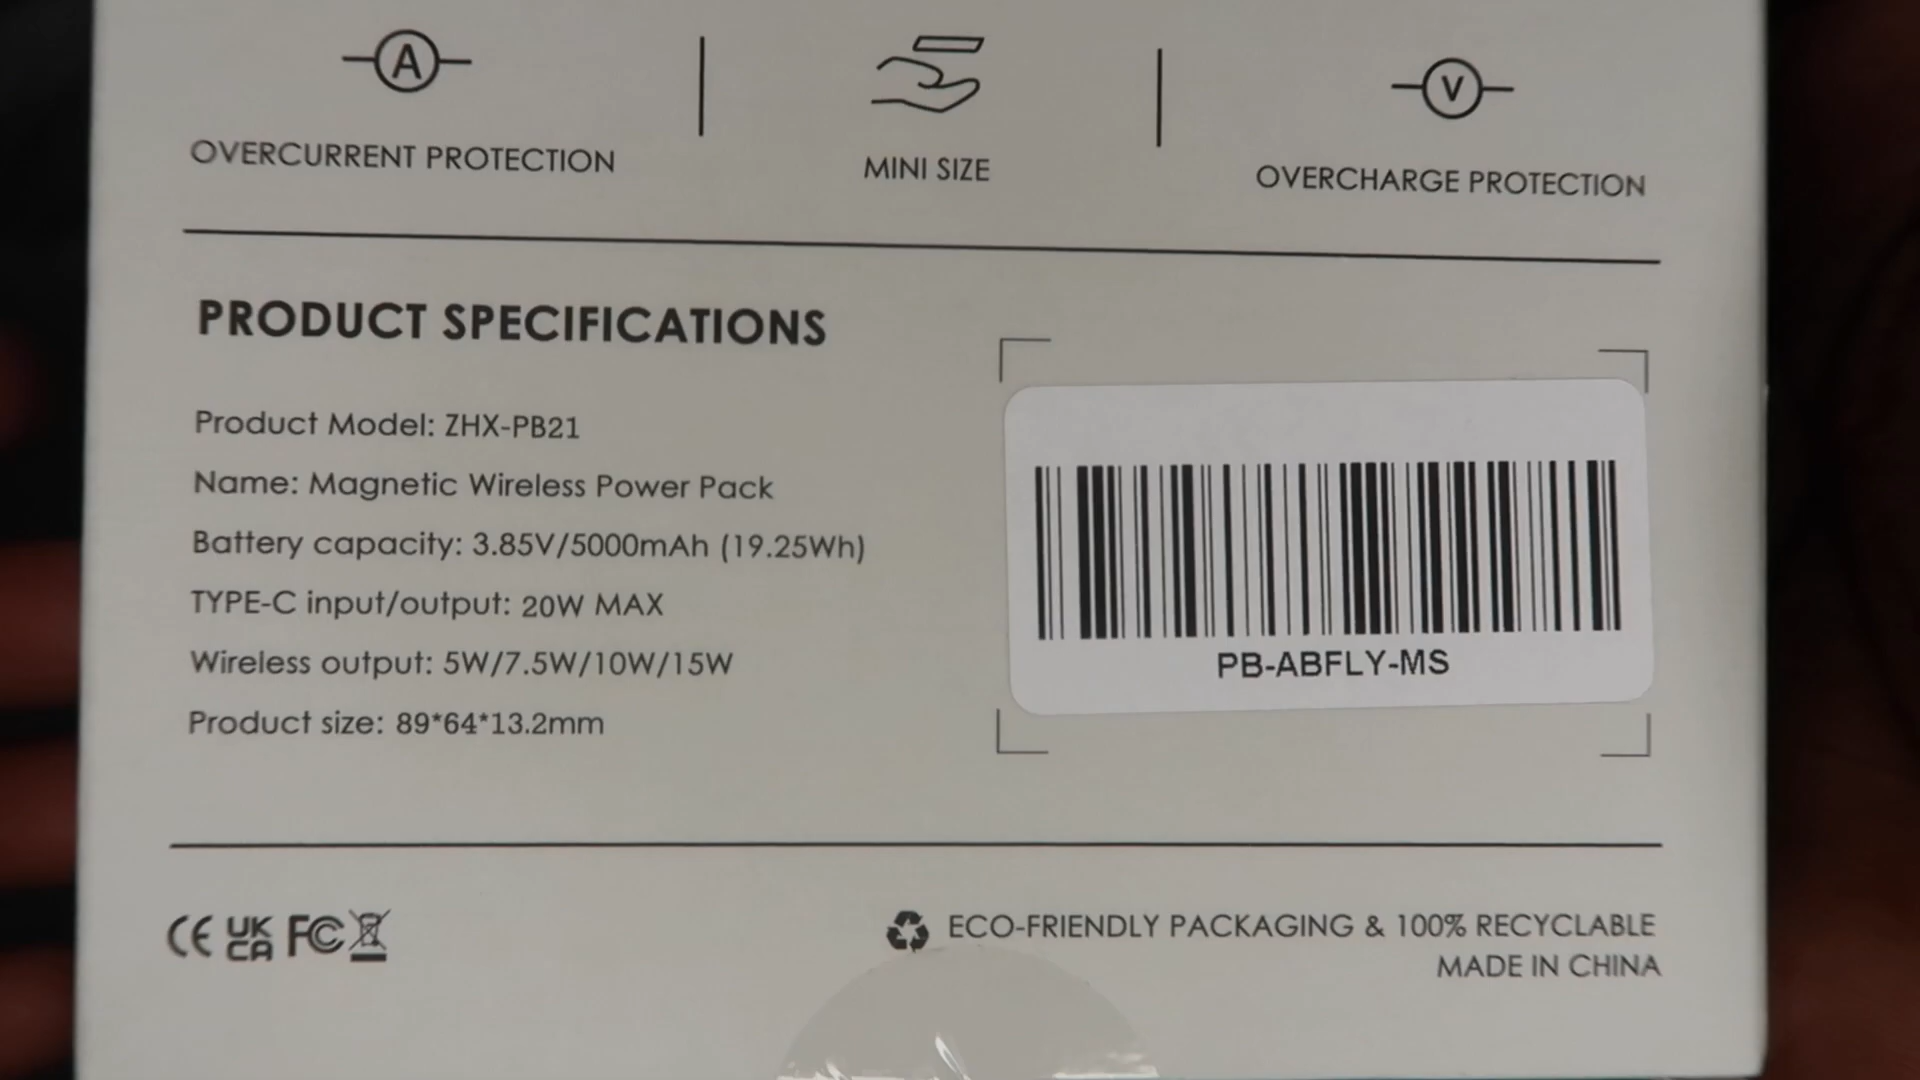 A
V
OVERCURRENT PROTECTION
MINI SIZE
OVERCHARGE PROTECTION
PRODUCT SPECIFICATIONS
Product Model: ZHX-PB21
Name: Magnetic Wireless Power Pack
Battery capacity: 3.85V/5000mAh (19.25Wh)
TYPE-C input/output: 20W MAX
Wireless output: 5W/7.5W/10W/15W
Product size: 89*64*13.2mm
PB-ABFLY-MS
CE UK CA FC
ECO-FRIENDLY PACKAGING & 100% RECYCLABLE
MADE IN CHINA